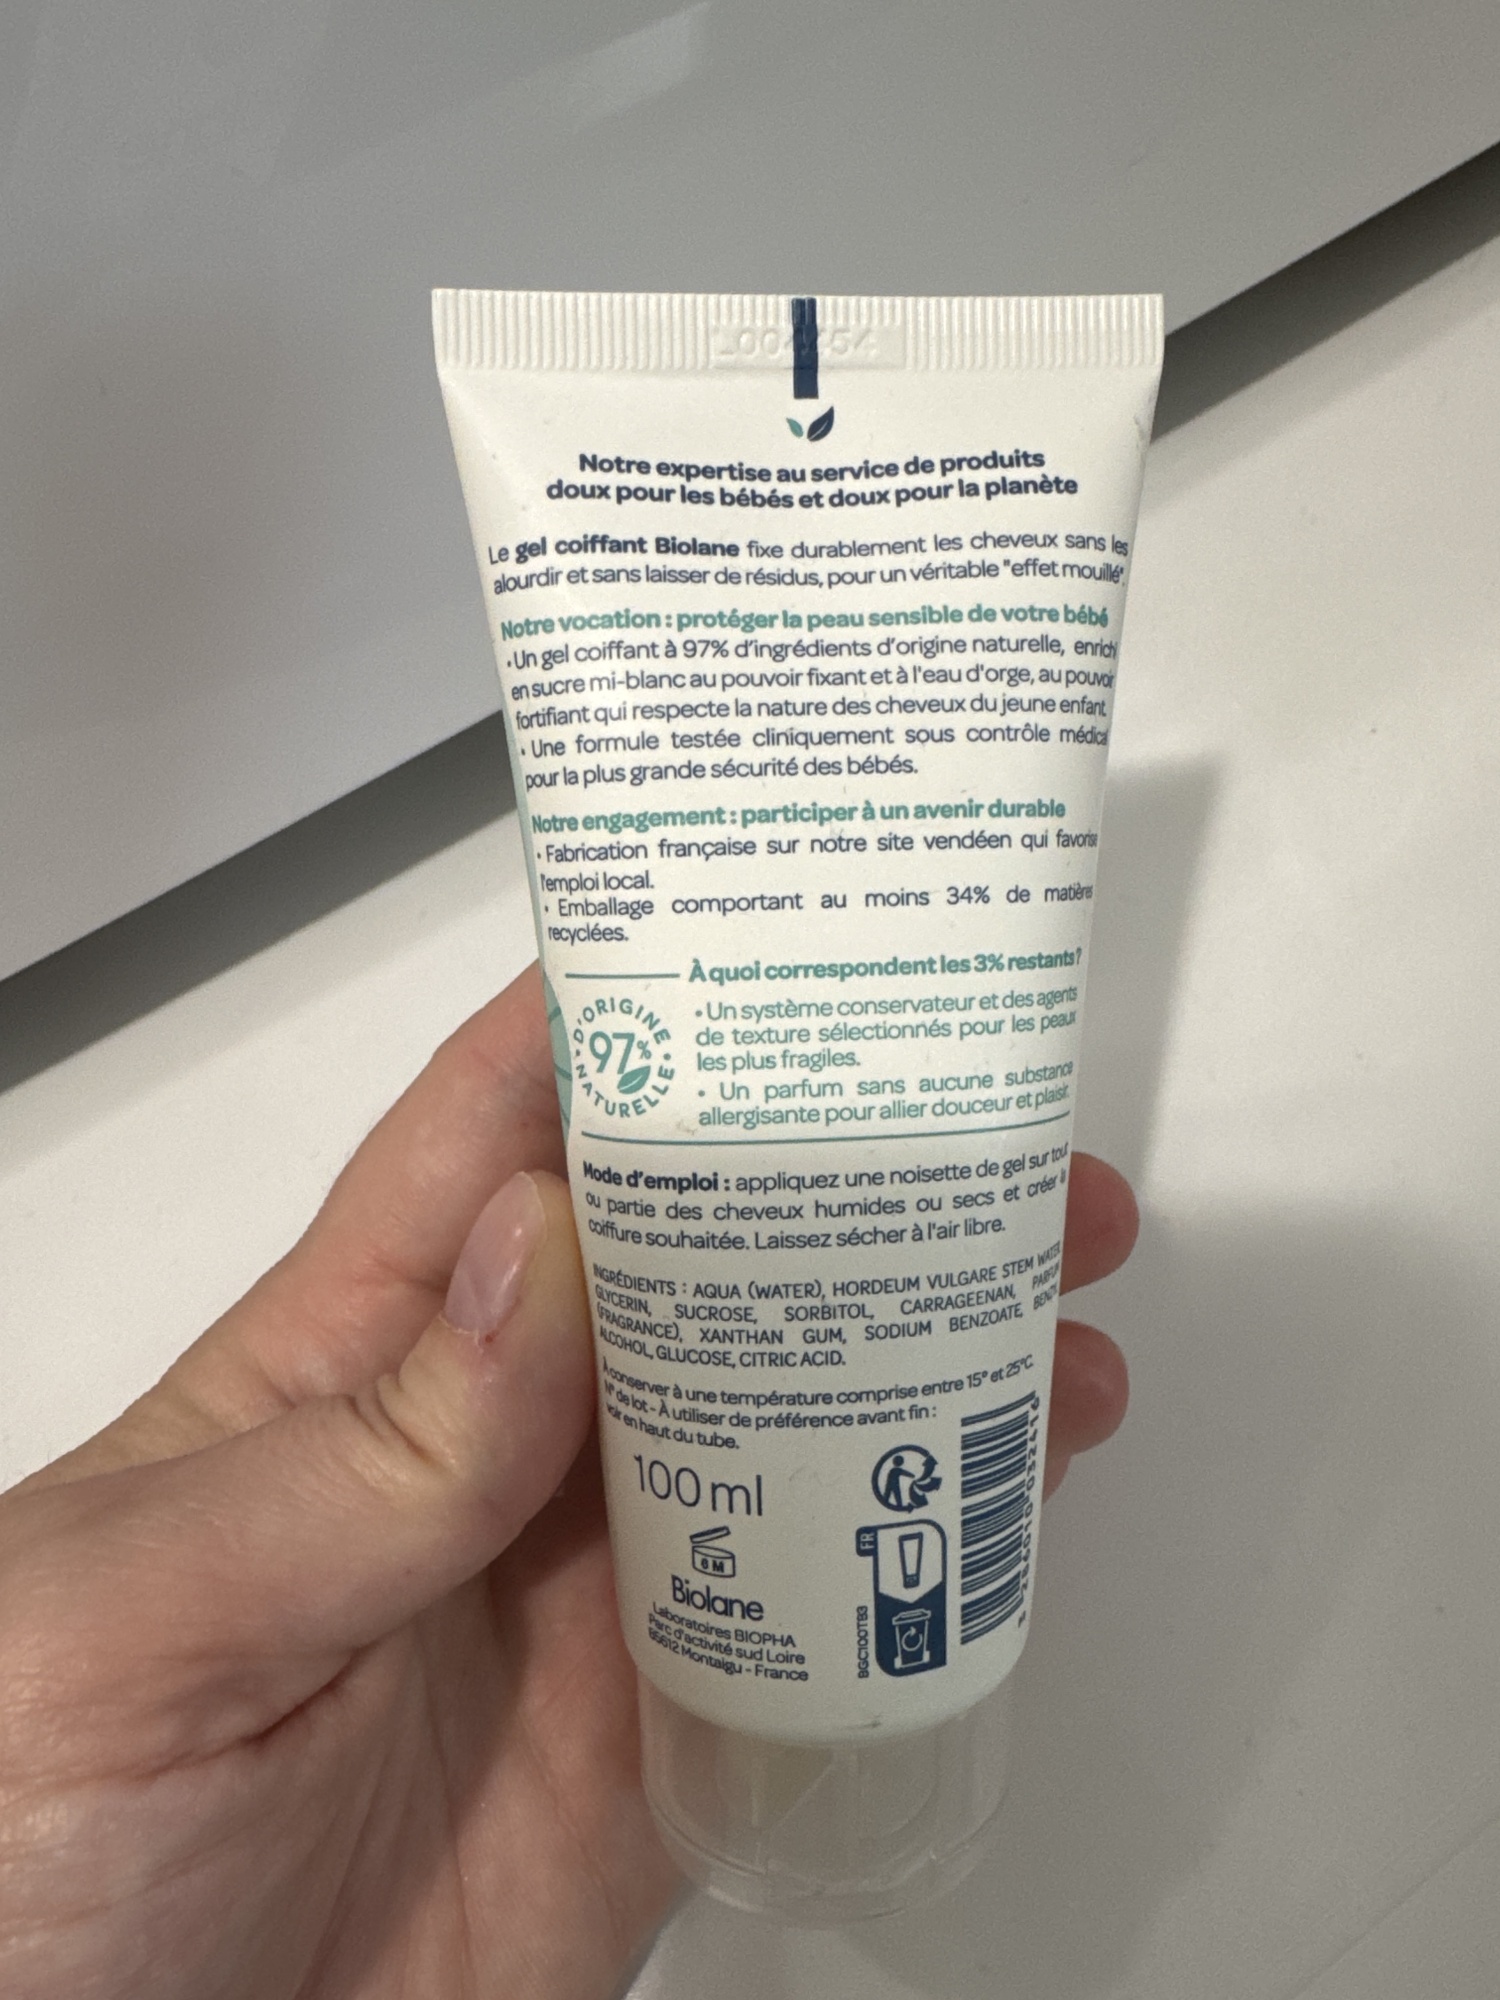 Notre expertise au service de produits
doux pour les bébés et doux pour la planète
Le gel coiffant Biolane fixe durablement les cheveux sans les
alourdir et sans laisser de résidus, pour un véritable "effet mouillé".
Notre vocation : protéger la peau sensible de votre bébé
• Un gel coiffant à 97% d'ingrédients d'origine naturelle, enrichi
en sucre mi-blanc au pouvoir fixant et à l'eau d'orge, au pouvoir
fortifiant qui respecte la nature des cheveux du jeune enfant.
• Une formule testée cliniquement sous contrôle médical
pour la plus grande sécurité des bébés.
Notre engagement : participer à un avenir durable
• Fabrication française sur notre site vendéen qui favorise
l'emploi local.
• Emballage comportant au moins 34% de matières
recyclées.
À quoi correspondent les 3% restants ?
97%
D'ORIGINE NATURELLE
• Un système conservateur et des agents
de texture sélectionnés pour les peaux
les plus fragiles.
• Un parfum sans aucune substance
allergisante pour allier douceur et plaisir.
Mode d'emploi : appliquez une noisette de gel sur tout
ou partie des cheveux humides ou secs et créer la
coiffure souhaitée. Laissez sécher à l'air libre.
INGRÉDIENTS : AQUA (WATER), HORDEUM VULGARE STEM WATER,
GLYCERIN, SUCROSE, SORBITOL, CARRAGEENAN, PARFUM
(FRAGRANCE), XANTHAN GUM, SODIUM BENZOATE, BENZYL
ALCOHOL, GLUCOSE, CITRIC ACID.
À conserver à une température comprise entre 15° et 25°C.
N° de lot - À utiliser de préférence avant fin :
voir en haut du tube.
100 ml
6 M
Biolane
Laboratoires BIOPHA
Parc d'activité sud Loire
85612 Montaigu - France
FR
BGC100TB3